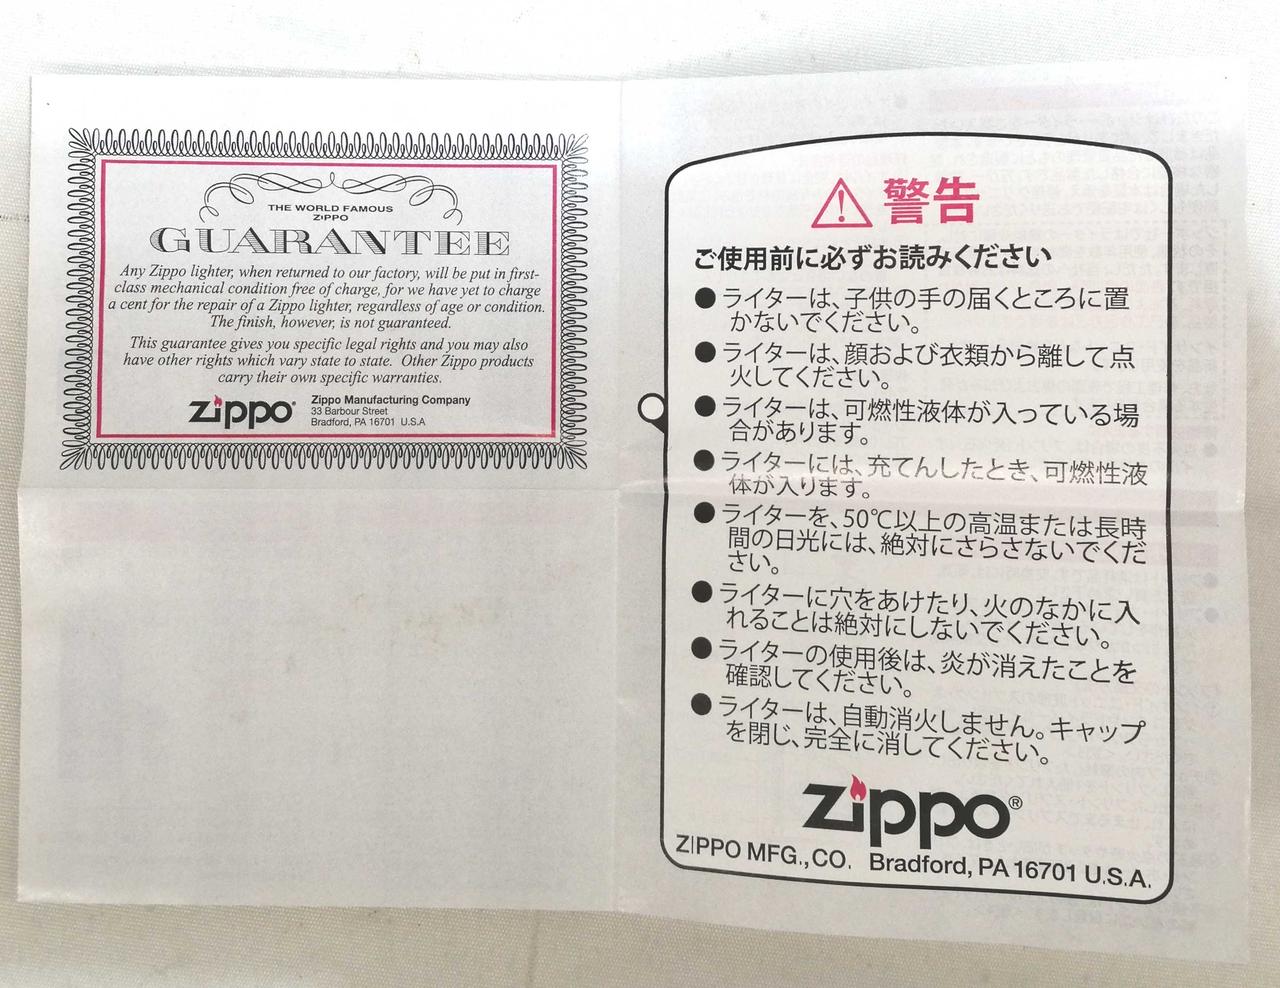 THE WORLD FAMOUS
ZIPPO
GUARANTEE
Any Zippo lighter, when returned to our factory, will be put in first-
class mechanical condition free of charge, for we have yet to charge
a cent for the repair of a Zippo lighter, regardless of age or condition.
The finish, however, is not guaranteed.
This guarantee gives you specific legal rights and you may also
have other rights which vary state to state. Other Zippo products
carry their own specific warranties.
Zippo®
Zippo Manufacturing Company
33 Barbour Street
Bradford, PA 16701 U.S.A
警告
ご使用前に必ずお読みください
●ライターは、子供の手の届くところに置
かないでください。
●ライターは、顔および衣類から離して点
火してください。
●ライターは、可燃性液体が入っている場
合があります。
●ライターには、充てんしたとき、可燃性液
体が入ります。
●ライターを、50℃以上の高温または長時
間の日光には、絶対にさらさないでくだ
さい。
●ライターに穴をあけたり、火のなかに入
れることは絶対にしないでください。
●ライターの使用後は、炎が消えたことを
確認してください。
●ライターは、自動消火しません。キャップ
を閉じ、完全に消してください。
Zippo®
ZIPPO MFG.,CO. Bradford, PA 16701 U.S.A.